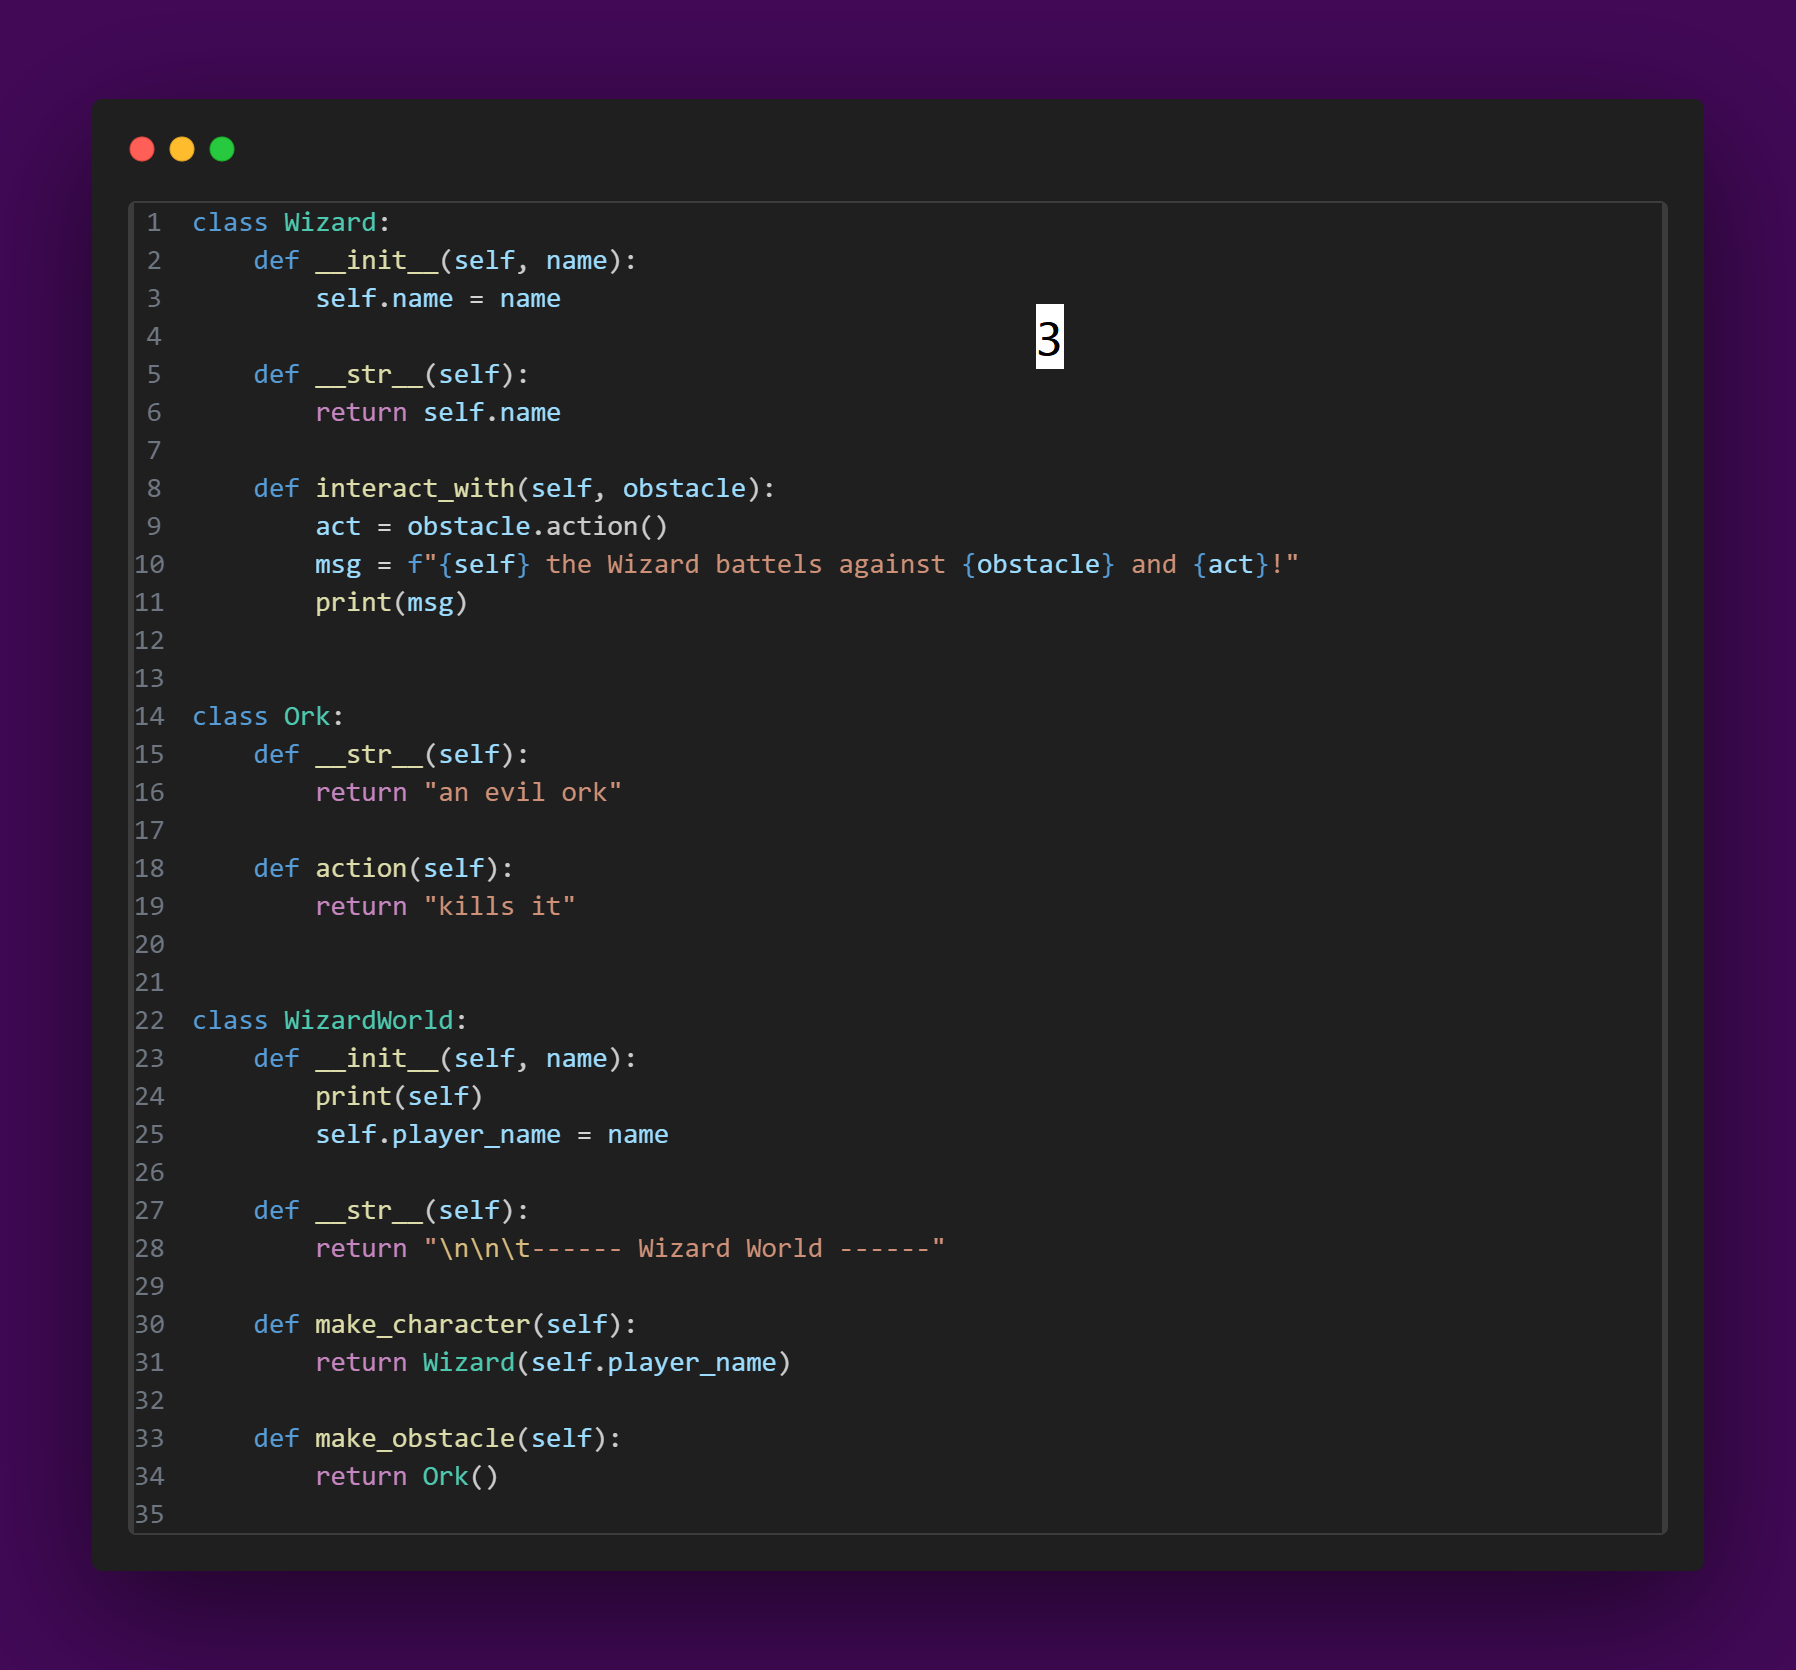 1 class Wizard:
2     def __init__(self, name):
3         self.name = name
3
4
5     def __str__(self):
6         return self.name
7
8     def interact_with(self, obstacle):
9         act = obstacle.action()
10         msg = f"{self} the Wizard battels against {obstacle} and {act}!"
11         print(msg)
12
13
14 class Ork:
15     def __str__(self):
16         return "an evil ork"
17
18     def action(self):
19         return "kills it"
20
21
22 class WizardWorld:
23     def __init__(self, name):
24         print(self)
25         self.player_name = name
26
27     def __str__(self):
28         return "\n\n\t------ Wizard World ------"
29
30     def make_character(self):
31         return Wizard(self.player_name)
32
33     def make_obstacle(self):
34         return Ork()
35